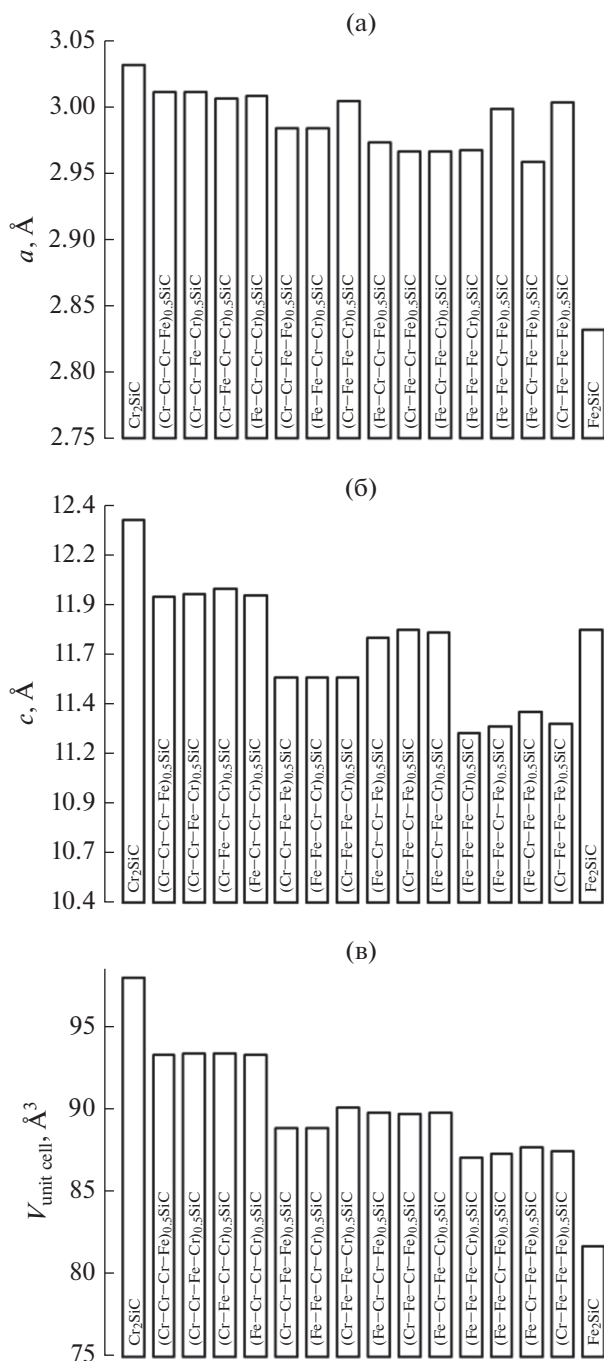 (а)
3.05
3.00
2.95
2.90
2.85
2.80
2.75
a, Å
Cr₂SiC
(Cr–Cr–Cr–Fe)₀.₅SiC
(Cr–Cr–Fe–Cr)₀.₅SiC
(Cr–Fe–Cr–Cr)₀.₅SiC
(Fe–Cr–Cr–Cr)₀.₅SiC
(Cr–Cr–Fe–Fe)₀.₅SiC
(Fe–Fe–Cr–Cr)₀.₅SiC
(Cr–Fe–Fe–Cr)₀.₅SiC
(Fe–Cr–Cr–Fe)₀.₅SiC
(Cr–Fe–Cr–Fe)₀.₅SiC
(Fe–Cr–Fe–Cr)₀.₅SiC
(Fe–Fe–Fe–Cr)₀.₅SiC
(Fe–Fe–Cr–Fe)₀.₅SiC
(Fe–Cr–Fe–Fe)₀.₅SiC
(Cr–Fe–Fe–Fe)₀.₅SiC
Fe₂SiC
(б)
12.4
12.2
11.9
11.7
11.4
11.2
10.9
10.7
10.4
c, Å
Cr₂SiC
(Cr–Cr–Cr–Fe)₀.₅SiC
(Cr–Cr–Fe–Cr)₀.₅SiC
(Cr–Fe–Cr–Cr)₀.₅SiC
(Fe–Cr–Cr–Cr)₀.₅SiC
(Cr–Cr–Fe–Fe)₀.₅SiC
(Fe–Fe–Cr–Cr)₀.₅SiC
(Cr–Fe–Fe–Cr)₀.₅SiC
(Fe–Cr–Cr–Fe)₀.₅SiC
(Cr–Fe–Cr–Fe)₀.₅SiC
(Fe–Cr–Fe–Cr)₀.₅SiC
(Fe–Fe–Fe–Cr)₀.₅SiC
(Fe–Fe–Cr–Fe)₀.₅SiC
(Fe–Cr–Fe–Fe)₀.₅SiC
(Cr–Fe–Fe–Fe)₀.₅SiC
Fe₂SiC
(в)
95
90
85
80
75
V unit cell, Å³
Cr₂SiC
(Cr–Cr–Cr–Fe)₀.₅SiC
(Cr–Cr–Fe–Cr)₀.₅SiC
(Cr–Fe–Cr–Cr)₀.₅SiC
(Fe–Cr–Cr–Cr)₀.₅SiC
(Cr–Cr–Fe–Fe)₀.₅SiC
(Fe–Fe–Cr–Cr)₀.₅SiC
(Cr–Fe–Fe–Cr)₀.₅SiC
(Fe–Cr–Cr–Fe)₀.₅SiC
(Cr–Fe–Cr–Fe)₀.₅SiC
(Fe–Cr–Fe–Cr)₀.₅SiC
(Fe–Fe–Fe–Cr)₀.₅SiC
(Fe–Fe–Cr–Fe)₀.₅SiC
(Fe–Cr–Fe–Fe)₀.₅SiC
(Cr–Fe–Fe–Fe)₀.₅SiC
Fe₂SiC